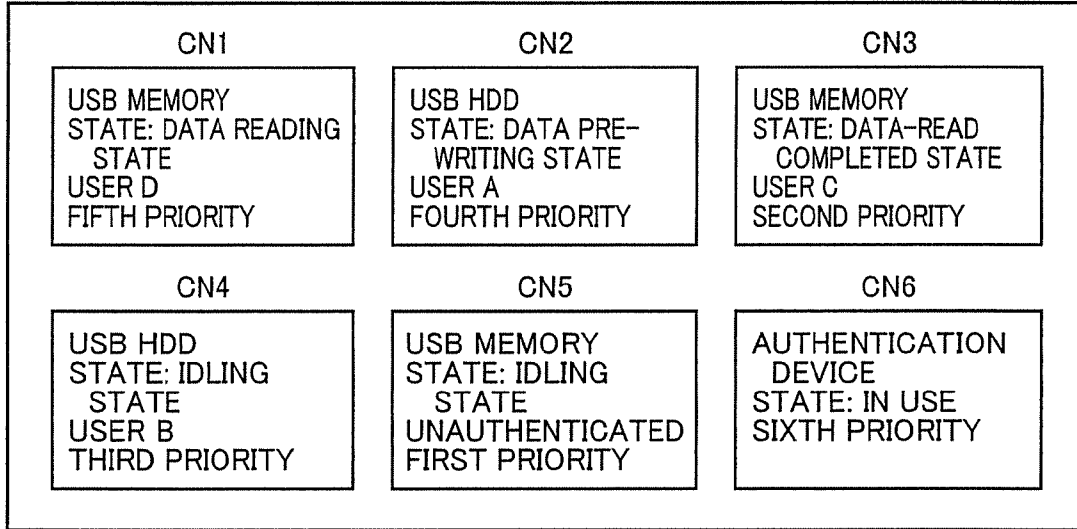 CN1
USB MEMORY
STATE: DATA READING
STATE
USER D
FIFTH PRIORITY
CN2
USB HDD
STATE: DATA PRE-
WRITING STATE
USER A
FOURTH PRIORITY
CN3
USB MEMORY
STATE: DATA-READ
COMPLETED STATE
USER C
SECOND PRIORITY
CN4
USB HDD
STATE: IDLING
STATE
USER B
THIRD PRIORITY
CN5
USB MEMORY
STATE: IDLING
STATE
UNAUTHENTICATED
FIRST PRIORITY
CN6
AUTHENTICATION
DEVICE
STATE: IN USE
SIXTH PRIORITY